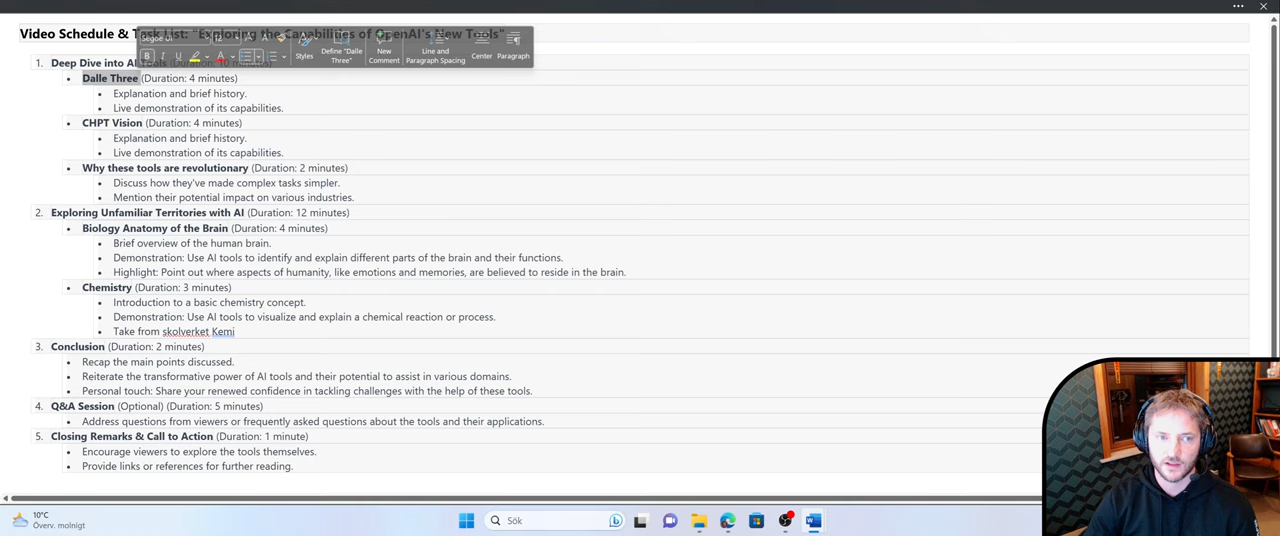 Video Schedule & Task List: "Exploring the Capabilities of OpenAI's New Tools"
Segoe UI
12
Styles
Define "Dalle Three"
New Comment
Line and Paragraph Spacing
Center
Paragraph
B I U A
1. Deep Dive into AI Tools (Duration: 10 minutes)
• Dalle Three (Duration: 4 minutes)
• Explanation and brief history.
• Live demonstration of its capabilities.
• CHPT Vision (Duration: 4 minutes)
• Explanation and brief history.
• Live demonstration of its capabilities.
• Why these tools are revolutionary (Duration: 2 minutes)
• Discuss how they've made complex tasks simpler.
• Mention their potential impact on various industries.
2. Exploring Unfamiliar Territories with AI (Duration: 12 minutes)
• Biology Anatomy of the Brain (Duration: 4 minutes)
• Brief overview of the human brain.
• Demonstration: Use AI tools to identify and explain different parts of the brain and their functions.
• Highlight: Point out where aspects of humanity, like emotions and memories, are believed to reside in the brain.
• Chemistry (Duration: 3 minutes)
• Introduction to a basic chemistry concept.
• Demonstration: Use AI tools to visualize and explain a chemical reaction or process.
• Take from skolverket Kemi
3. Conclusion (Duration: 2 minutes)
• Recap the main points discussed.
• Reiterate the transformative power of AI tools and their potential to assist in various domains.
• Personal touch: Share your renewed confidence in tackling challenges with the help of these tools.
4. Q&A Session (Optional) (Duration: 5 minutes)
• Address questions from viewers or frequently asked questions about the tools and their applications.
5. Closing Remarks & Call to Action (Duration: 1 minute)
• Encourage viewers to explore the tools themselves.
• Provide links or references for further reading.
10°C
Överv. molnigt
Sök